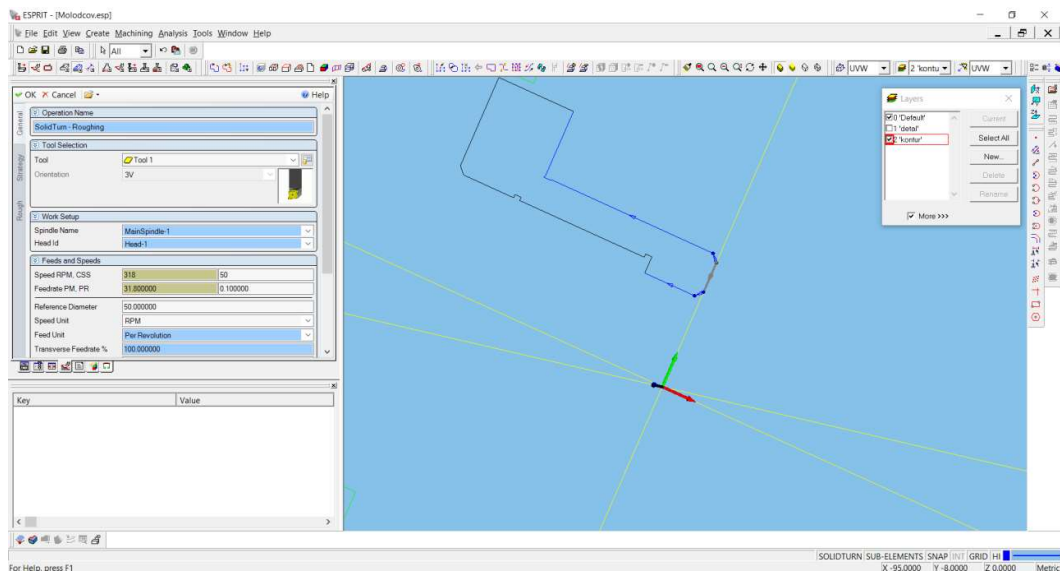 ESPRIT - [Molodcov.esp]
File Edit View Create Machining Analysis Tools Window Help
All
UVW
2 'kontu
UVW
OK Cancel Help
General
Strategy
Rough
Operation Name
SolidTurn - Roughing
Tool Selection
Tool Tool 1
Orientation 3V
Work Setup
Spindle Name MainSpindle-1
Head Id Head-1
Feeds and Speeds
Speed RPM, CSS 318 50
Feedrate PM, PR 31.800000 0.100000
Reference Diameter 50.000000
Speed Unit RPM
Feed Unit Per Revolution
Transverse Feedrate % 100.000000
Key Value
Layers
0 'Default'
1 'detal'
2 'kontur'
Current
Select All
New...
Delete
Rename
More >>>
SOLIDTURN SUB-ELEMENTS SNAP INT GRID HI
For Help, press F1
X -95.0000 Y -8.0000 Z 0.0000 Metric